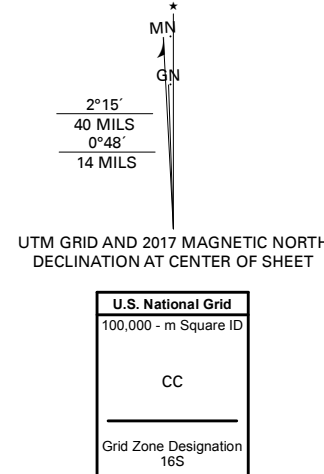 ★
MN
GN
2°15´
40 MILS
0°48´
14 MILS
UTM GRID AND 2017 MAGNETIC NORTH
DECLINATION AT CENTER OF SHEET
U.S. National Grid
100,000 - m Square ID
CC
Grid Zone Designation
16S